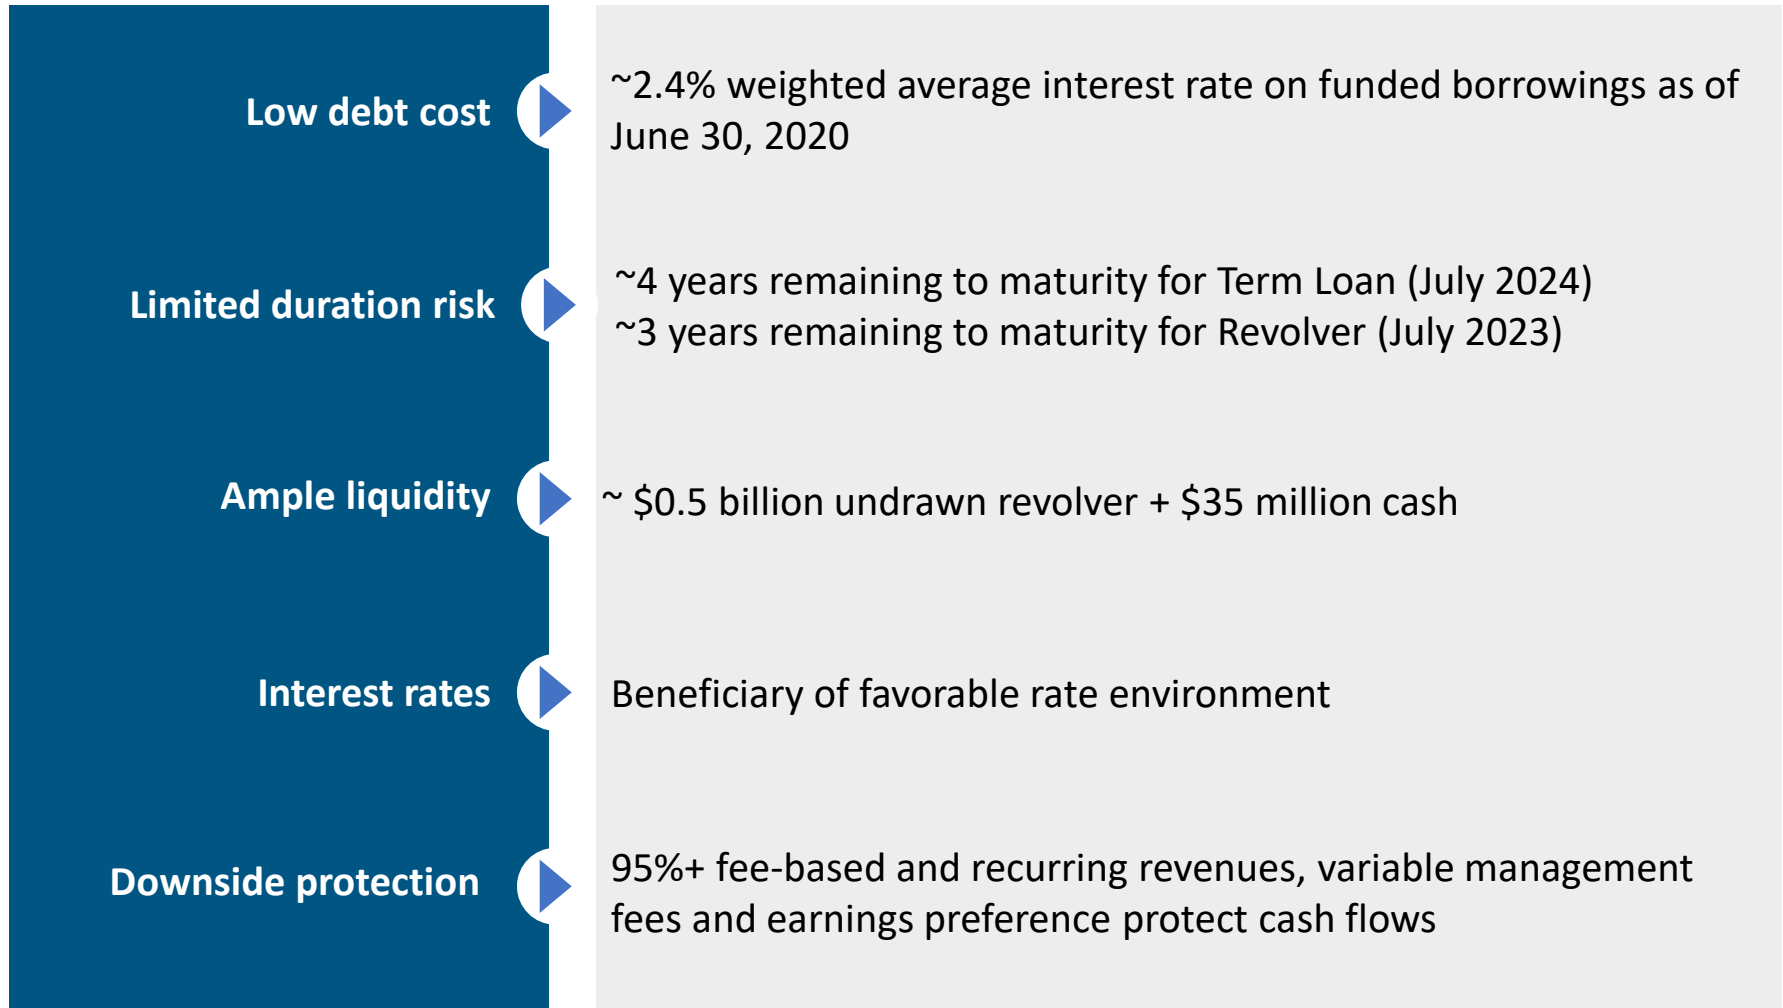 Low debt cost
~2.4% weighted average interest rate on funded borrowings as of
June 30, 2020
Limited duration risk
~4 years remaining to maturity for Term Loan (July 2024)
~3 years remaining to maturity for Revolver (July 2023)
Ample liquidity
~ $0.5 billion undrawn revolver + $35 million cash
Interest rates
Beneficiary of favorable rate environment
Downside protection
95%+ fee-based and recurring revenues, variable management
fees and earnings preference protect cash flows